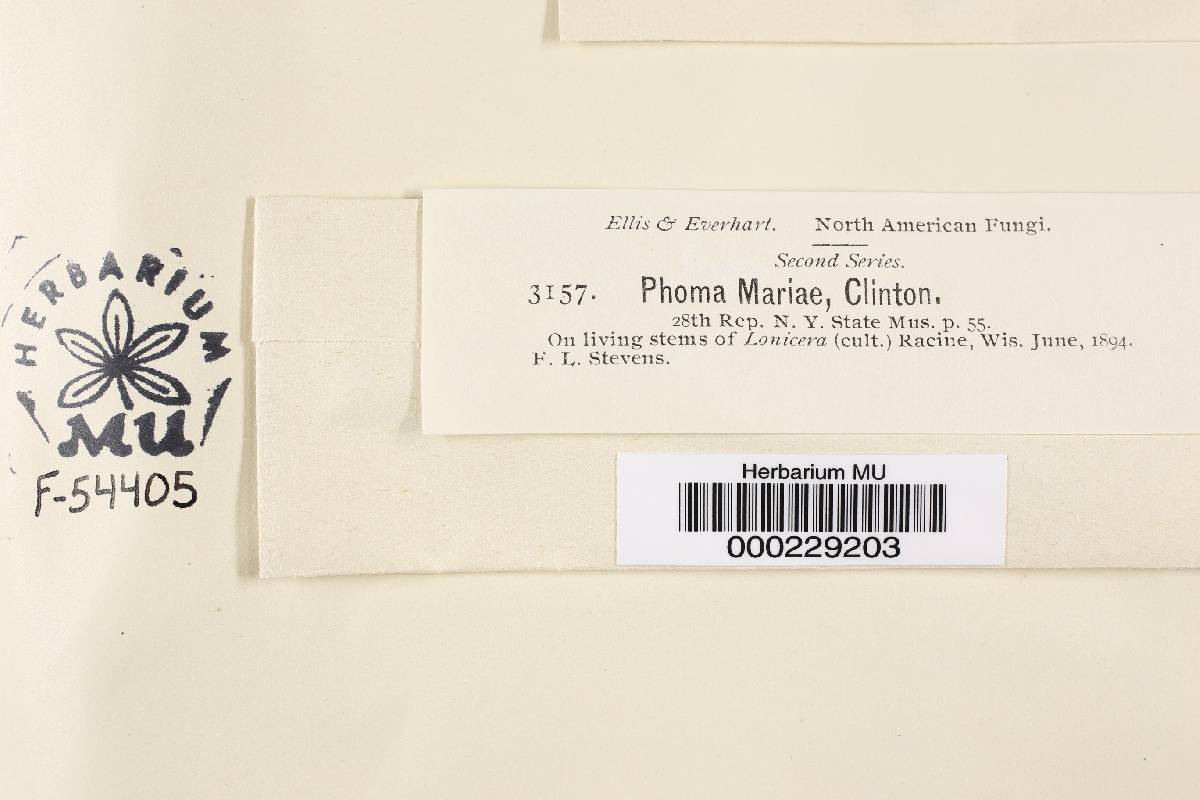 Ellis & Everhart. North American Fungi.
Second Series.
3157. Phoma Mariae, Clinton.
28th Rep. N. Y. State Mus. p. 55.
On living stems of Lonicera (cult.) Racine, Wis. June, 1894.
F. L. Stevens.
HERBARIUM
MU
F-54405
Herbarium MU
000229203